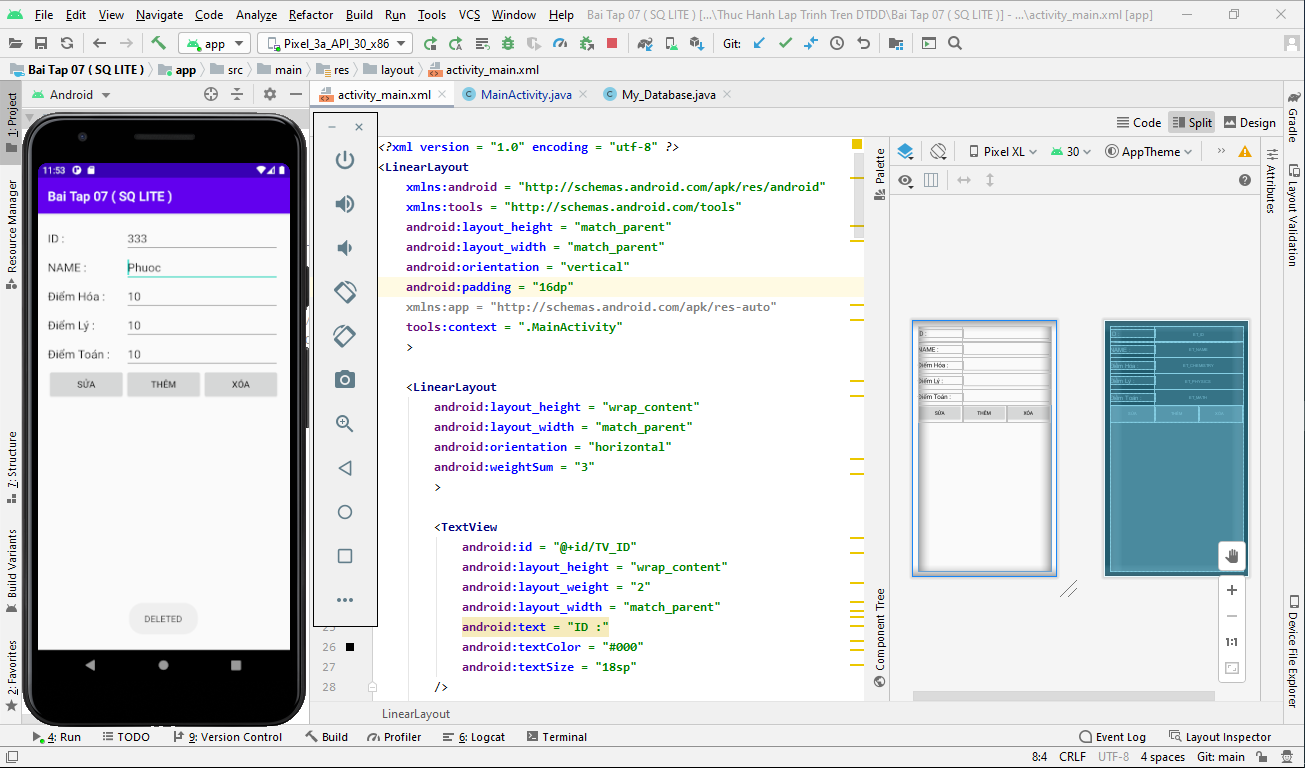 File Edit View Navigate Code Analyze Refactor Build Run Tools VCS Window Help Bai Tap 07 ( SQ LITE ) [...\Thuc Hanh Lap Trinh Tren DTDD\Bai Tap 07 ( SQ LITE )] - ...\activity_main.xml [app]
app Pixel_3a_API_30_x86 Git:
Bai Tap 07 ( SQ LITE ) app src main res layout activity_main.xml
Android activity_main.xml MainActivity.java My_Database.java
Code Split Design
Pixel XL 30 AppTheme
1: Project
Resource Manager
7: Structure
Build Variants
2: Favorites
11:53
Bai Tap 07 ( SQ LITE )
ID : 333
NAME : Phuoc
Điểm Hóa : 10
Điểm Lý : 10
Điểm Toán : 10
SỬA THÊM XÓA
DELETED
<?xml version = "1.0" encoding = "utf-8" ?>
<LinearLayout
xmlns:android = "http://schemas.android.com/apk/res/android"
xmlns:tools = "http://schemas.android.com/tools"
android:layout_height = "match_parent"
android:layout_width = "match_parent"
android:orientation = "vertical"
android:padding = "16dp"
xmlns:app = "http://schemas.android.com/apk/res-auto"
tools:context = ".MainActivity"
>
<LinearLayout
android:layout_height = "wrap_content"
android:layout_width = "match_parent"
android:orientation = "horizontal"
android:weightSum = "3"
>
<TextView
android:id = "@+id/TV_ID"
android:layout_height = "wrap_content"
android:layout_weight = "2"
android:layout_width = "match_parent"
android:text = "ID :"
26 android:textColor = "#000"
27 android:textSize = "18sp"
28 />
LinearLayout
Palette
Component Tree
ID :
NAME :
Điểm Hóa :
Điểm Lý :
Điểm Toán :
SỬA THÊM XÓA
1:1
Attributes
Gradle
Layout Validation
Device File Explorer
4: Run TODO 9: Version Control Build Profiler 6: Logcat Terminal Event Log Layout Inspector
8:4 CRLF UTF-8 4 spaces Git: main